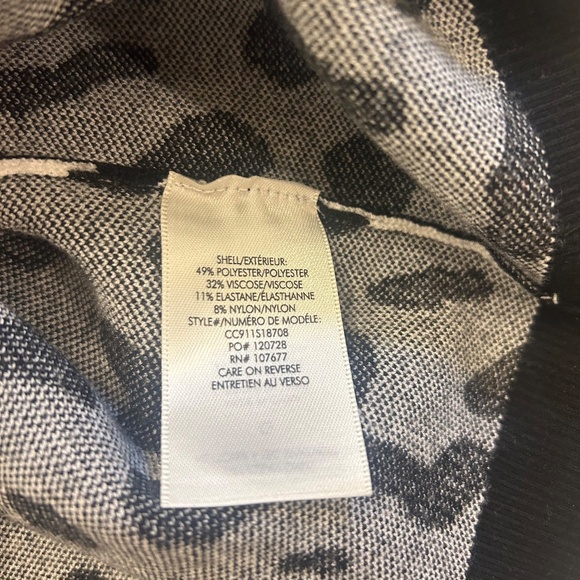 SHELL/EXTÉRIEUR:
49% POLYESTER/POLYESTER
32% VISCOSE/VISCOSE
11% ELASTANE/ÉLASTHANNE
8% NYLON/NYLON
STYLE#/NUMÉRO DE MODÈLE:
CC911S18708
PO# 120728
RN# 107677
CARE ON REVERSE
ENTRETIEN AU VERSO